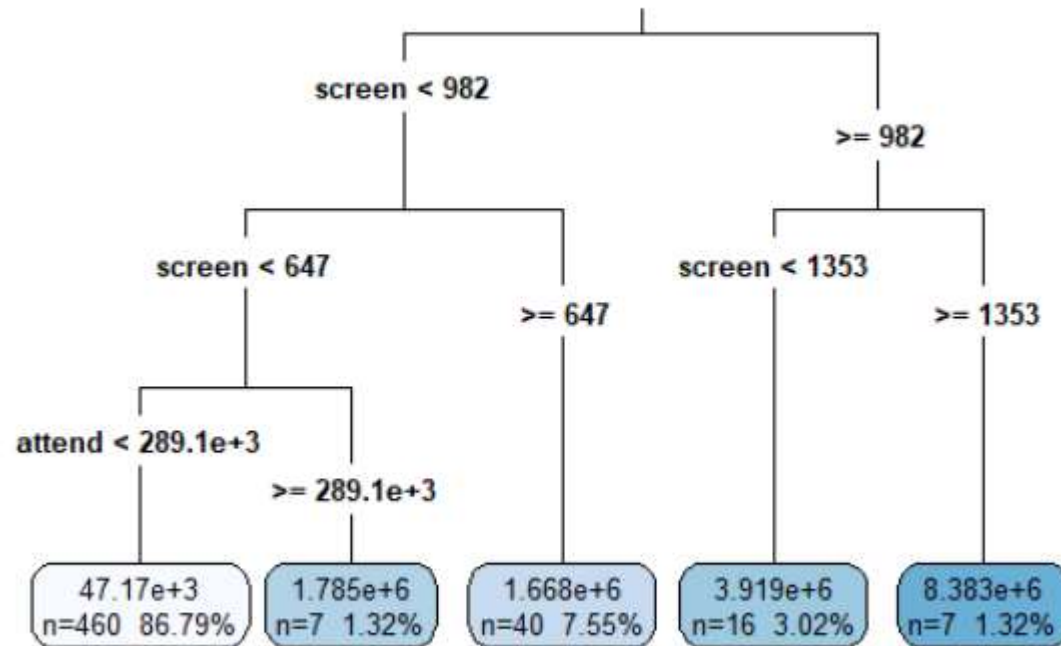 screen < 982
>= 982
screen < 647
>= 647
screen < 1353
>= 1353
attend < 289.1e+3
>= 289.1e+3
47.17e+3
n=460 86.79%
1.785e+6
n=7 1.32%
1.668e+6
n=40 7.55%
3.919e+6
n=16 3.02%
8.383e+6
n=7 1.32%